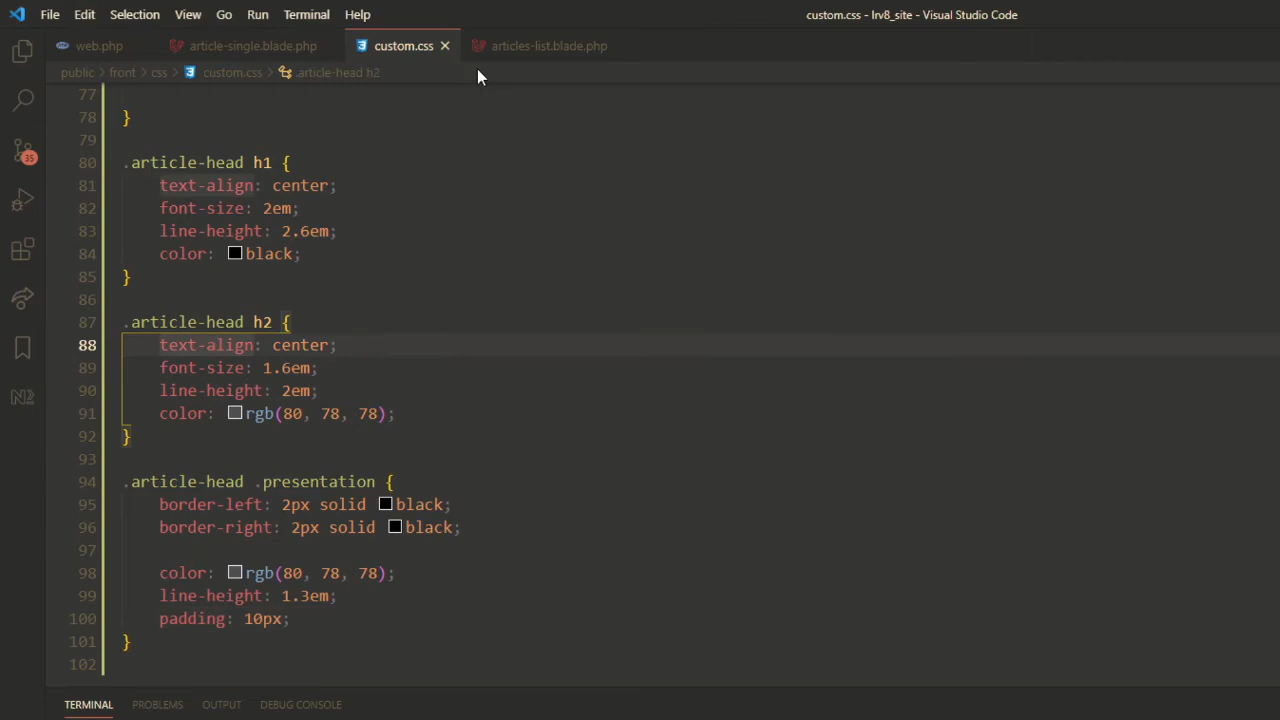 File Edit Selection View Go Run Terminal Help custom.css - lrv8_site - Visual Studio Code
web.php article-single.blade.php custom.css articles-list.blade.php
public > front > css > custom.css > .article-head h2
77
78 }
79
80 .article-head h1 {
81 text-align: center;
82 font-size: 2em;
83 line-height: 2.6em;
84 color: black;
85 }
86
87 .article-head h2 {
88 text-align: center;
89 font-size: 1.6em;
90 line-height: 2em;
91 color: rgb(80, 78, 78);
92 }
93
94 .article-head .presentation {
95 border-left: 2px solid black;
96 border-right: 2px solid black;
97
98 color: rgb(80, 78, 78);
99 line-height: 1.3em;
100 padding: 10px;
101 }
102
35
TERMINAL PROBLEMS OUTPUT DEBUG CONSOLE